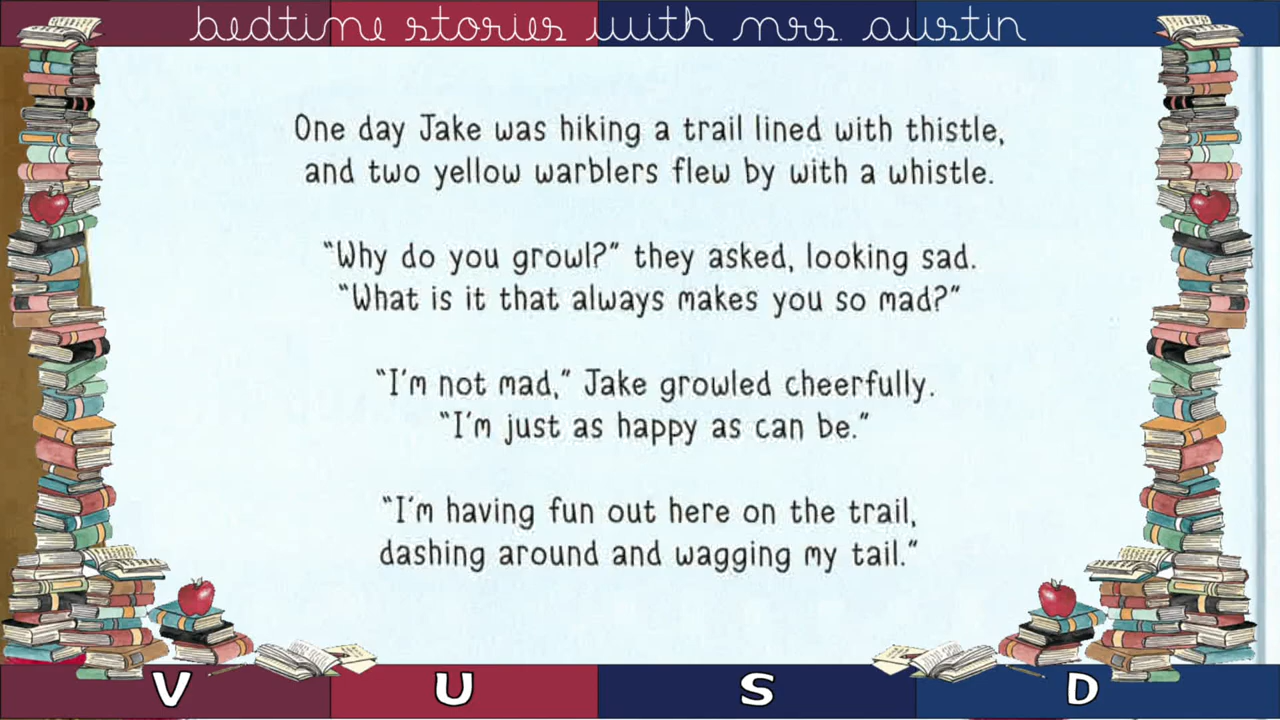 bedtime stories with mrs. austin
One day Jake was hiking a trail lined with thistle,
and two yellow warblers flew by with a whistle.
“Why do you growl?” they asked, looking sad.
“What is it that always makes you so mad?”
“I'm not mad,” Jake growled cheerfully.
“I'm just as happy as can be.”
“I'm having fun out here on the trail,
dashing around and wagging my tail.”
V U S D